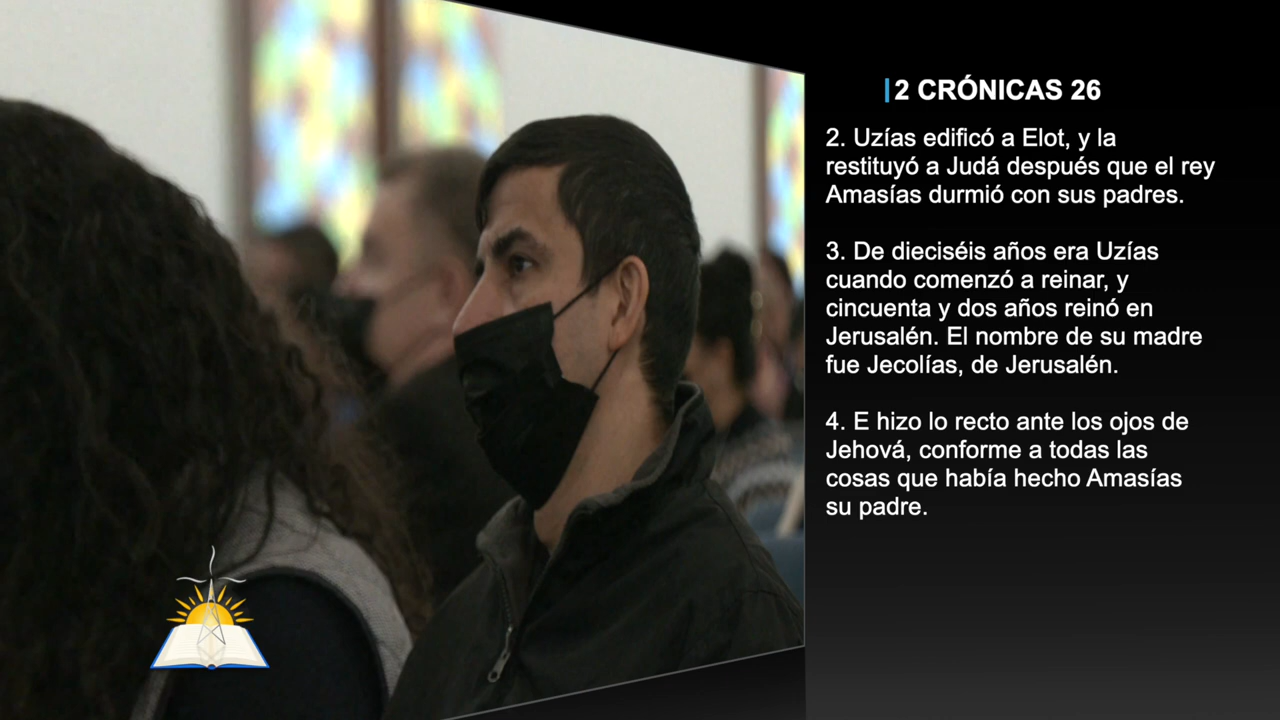 2 CRÓNICAS 26
2. Uzías edificó a Elot, y la
restituyó a Judá después que el rey
Amasías durmió con sus padres.
3. De dieciséis años era Uzías
cuando comenzó a reinar, y
cincuenta y dos años reinó en
Jerusalén. El nombre de su madre
fue Jecolías, de Jerusalén.
4. E hizo lo recto ante los ojos de
Jehová, conforme a todas las
cosas que había hecho Amasías
su padre.